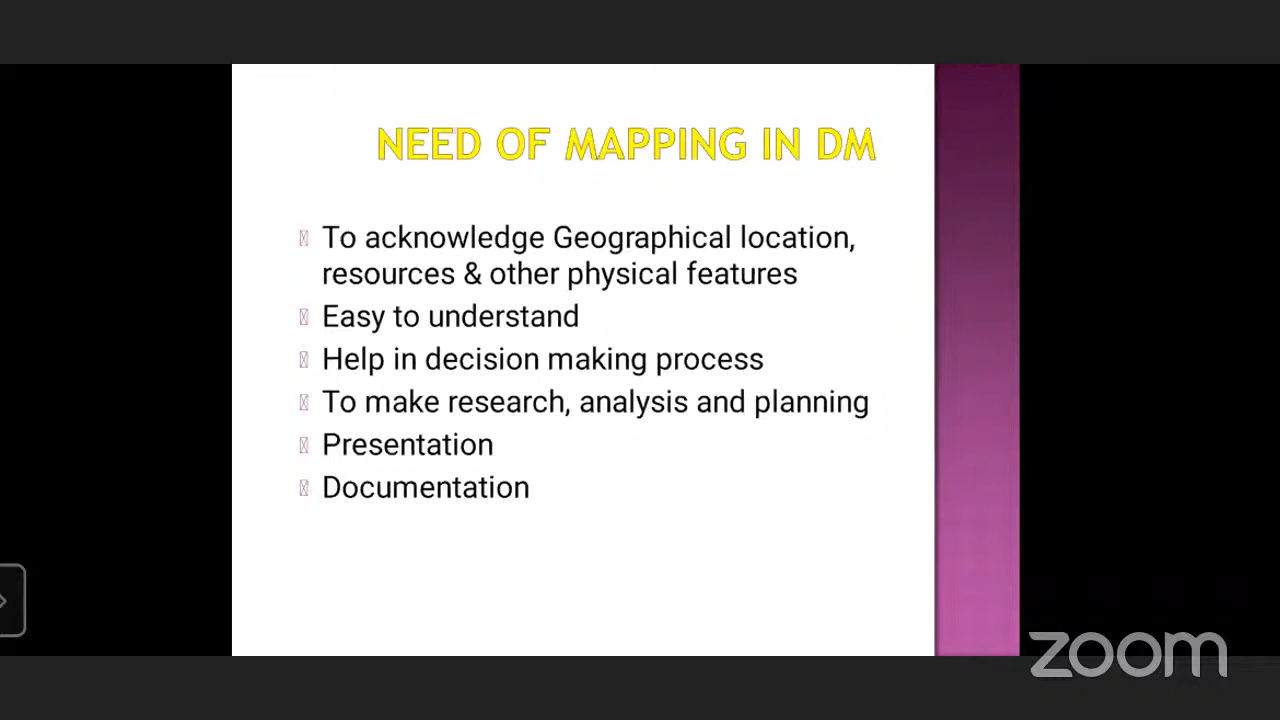 NEED OF MAPPING IN DM
To acknowledge Geographical location,
resources & other physical features
Easy to understand
Help in decision making process
To make research, analysis and planning
Presentation
Documentation
zoom